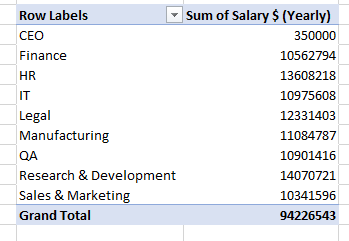 Row Labels Sum of Salary $ (Yearly)
CEO 350000
Finance 10562794
HR 13608218
IT 10975608
Legal 12331403
Manufacturing 11084787
QA 10901416
Research & Development 14070721
Sales & Marketing 10341596
Grand Total 94226543